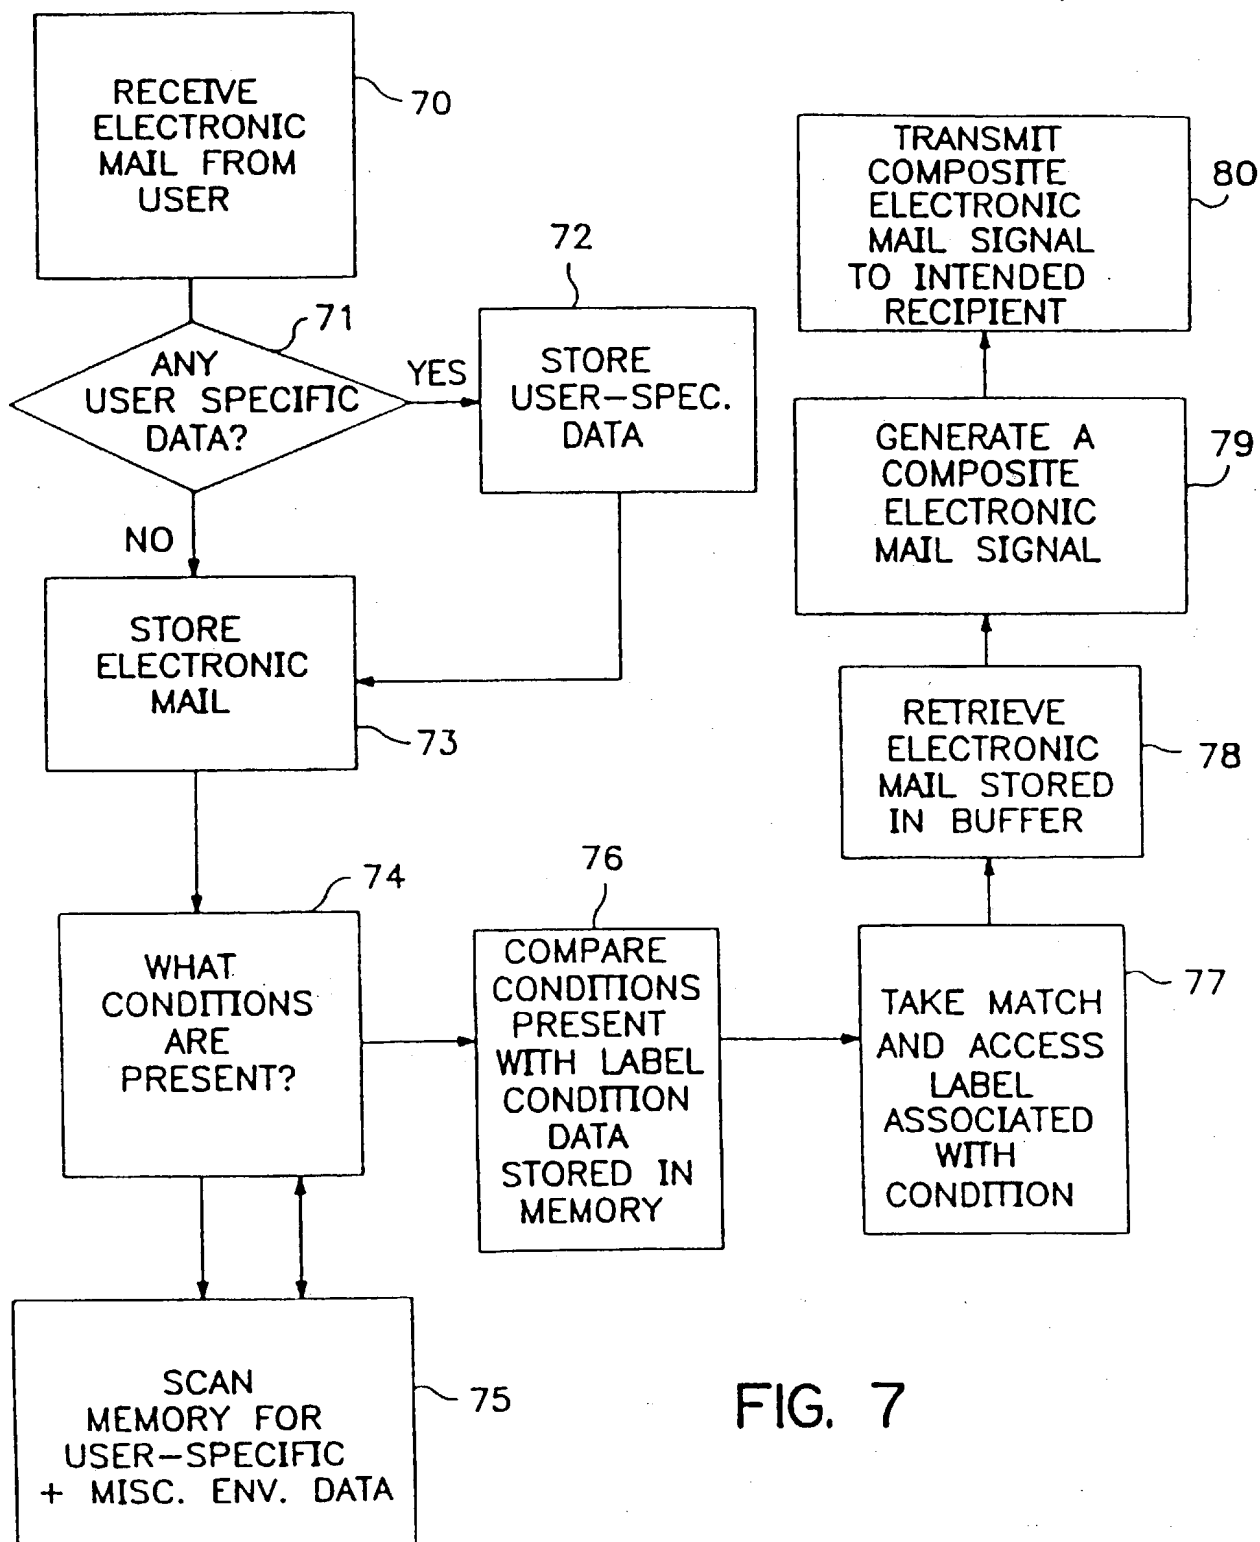 RECEIVE
ELECTRONIC
MAIL FROM
USER
70
71
ANY
USER SPECIFIC
DATA?
YES
NO
72
STORE
USER-SPEC.
DATA
STORE
ELECTRONIC
MAIL
73
74
WHAT
CONDITIONS
ARE
PRESENT?
SCAN
MEMORY FOR
USER-SPECIFIC
+ MISC. ENV. DATA
75
76
COMPARE
CONDITIONS
PRESENT
WITH LABEL
CONDITION
DATA
STORED IN
MEMORY
TAKE MATCH
AND ACCESS
LABEL
ASSOCIATED
WITH
CONDITION
77
RETRIEVE
ELECTRONIC
MAIL STORED
IN BUFFER
78
GENERATE A
COMPOSITE
ELECTRONIC
MAIL SIGNAL
79
TRANSMIT
COMPOSITE
ELECTRONIC
MAIL SIGNAL
TO INTENDED
RECIPIENT
80
FIG. 7